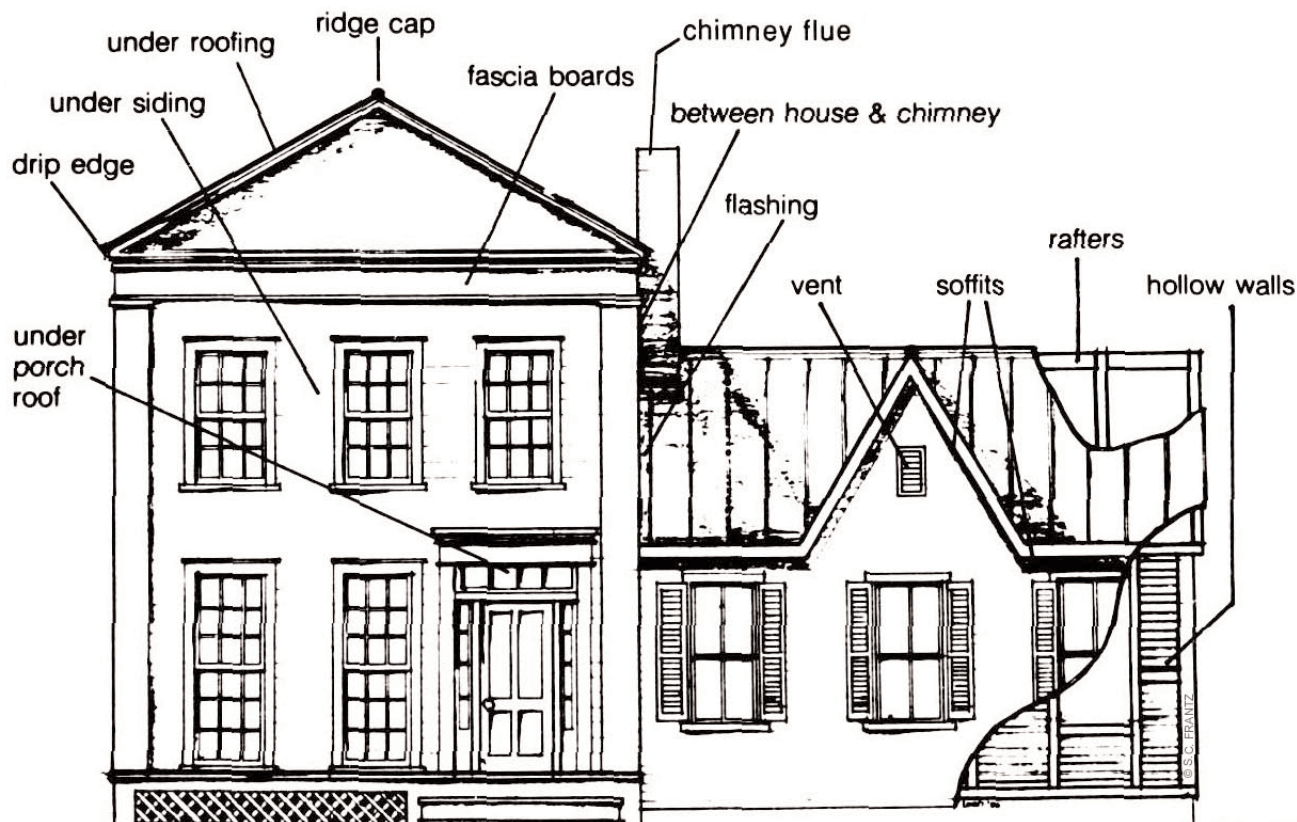 ridge cap
under roofing
chimney flue
fascia boards
under siding
between house & chimney
drip edge
flashing
rafters
vent
soffits
hollow walls
under
porch
roof
© S.C. FRANTZ